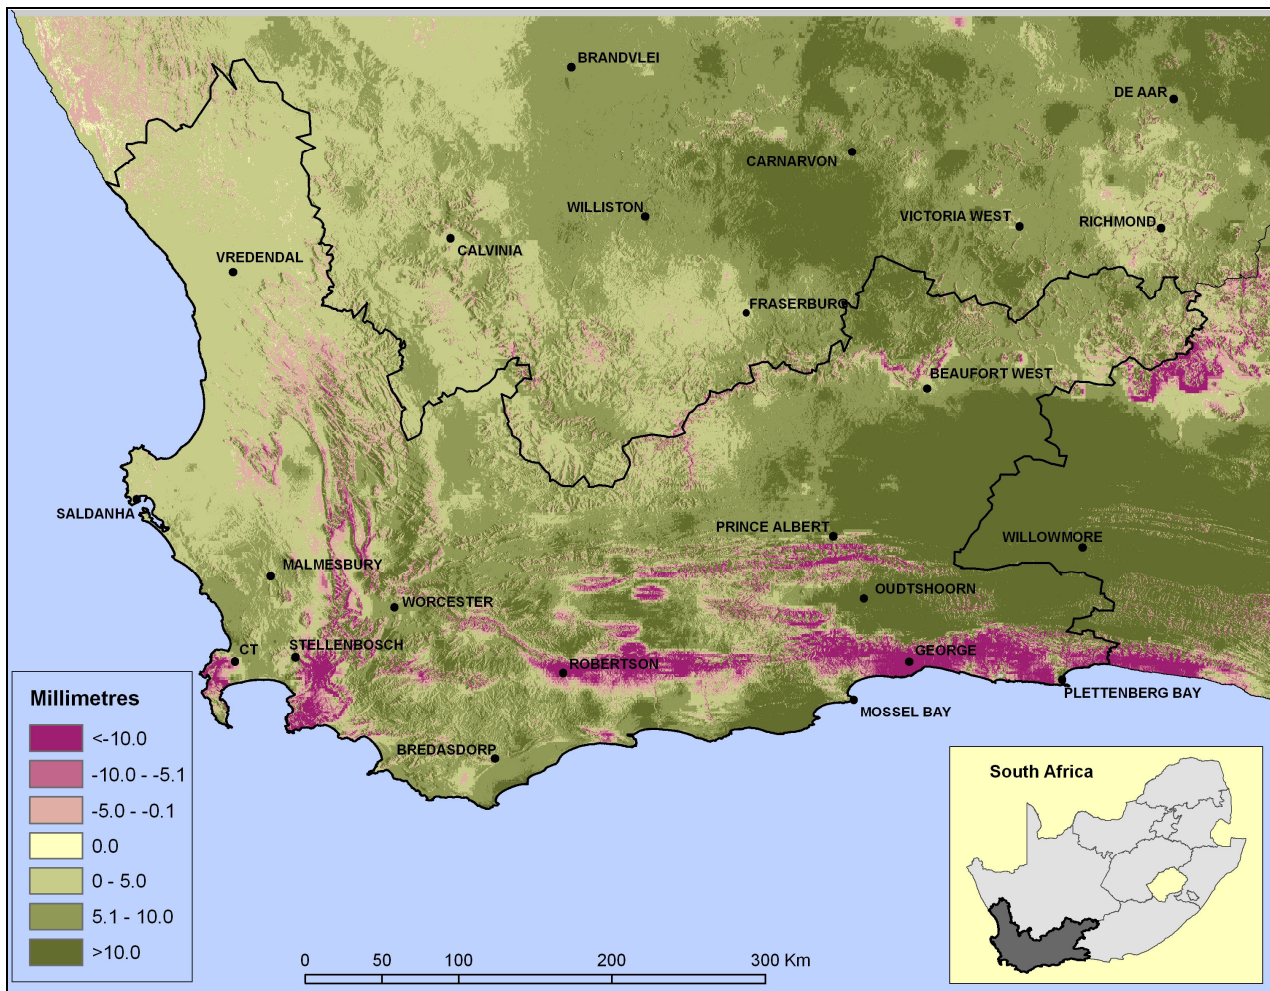 BRANDVLEI
DE AAR
CARNARVON
WILLISTON
VICTORIA WEST
RICHMOND
CALVINIA
VREDENDAL
FRASERBURG
BEAUFORT WEST
SALDANHA
PRINCE ALBERT
WILLOWMORE
MALMESBURY
OUDTSHOORN
WORCESTER
CT
STELLENBOSCH
GEORGE
ROBERTSON
PLETTENBERG BAY
MOSSEL BAY
BREDASDORP
Millimetres
<-10.0
-10.0 - -5.1
-5.0 - -0.1
0.0
0 - 5.0
5.1 - 10.0
>10.0
South Africa
0 50 100 200 300 Km